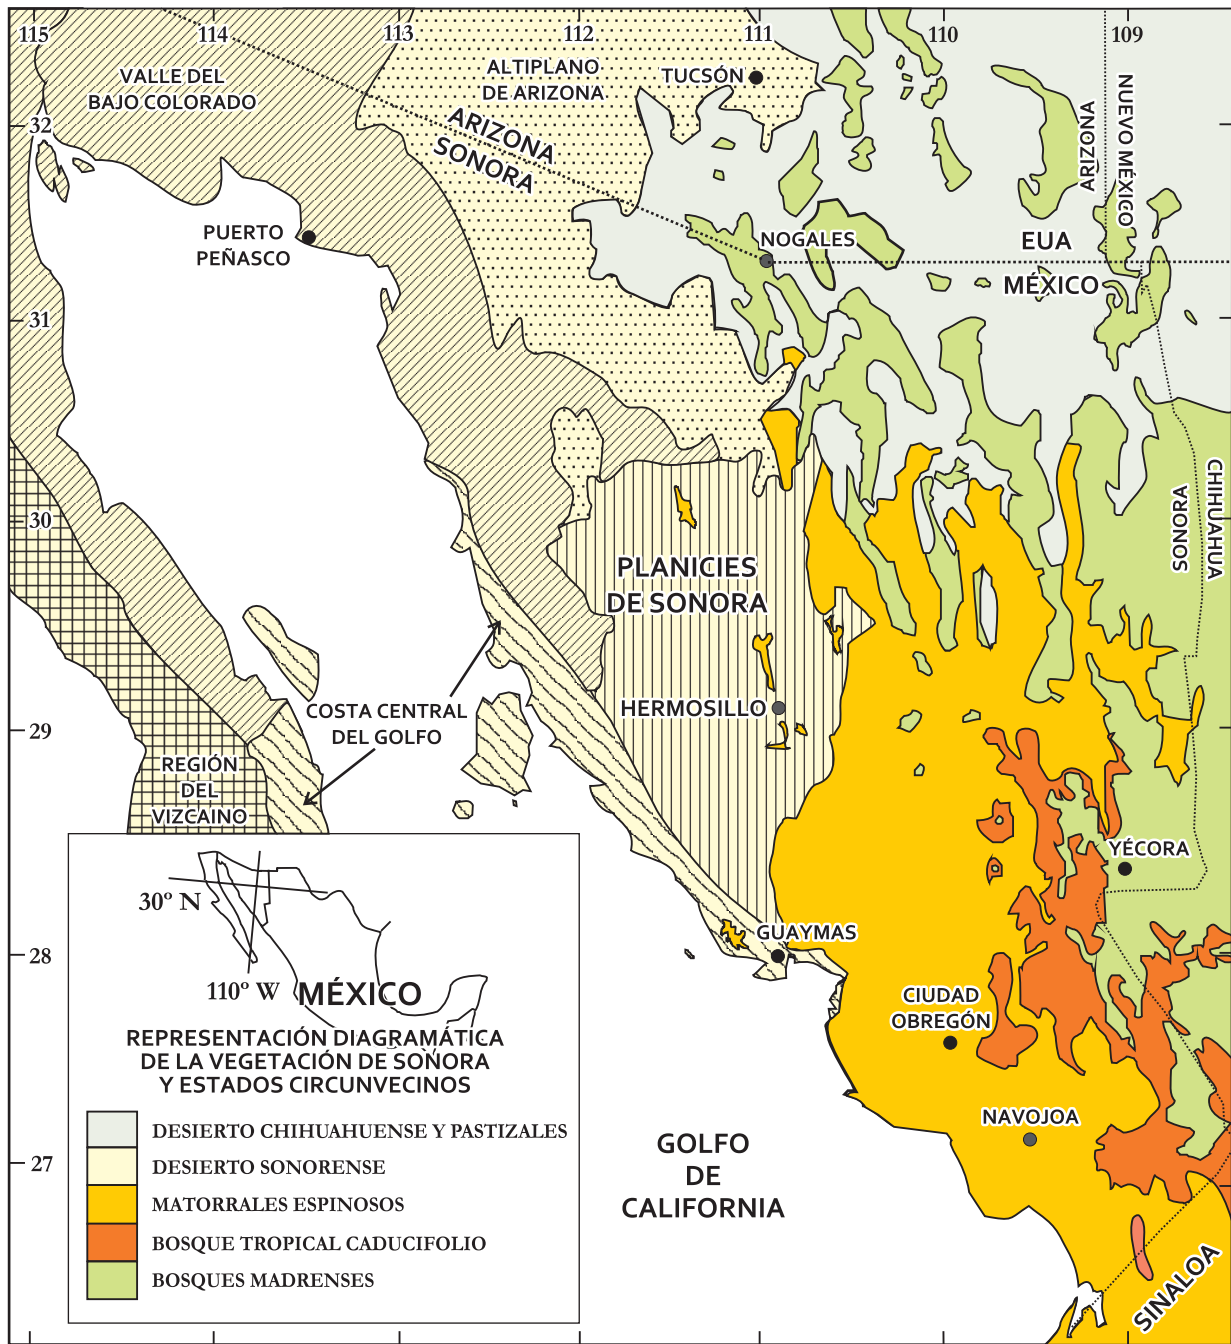 115
114
113
112
111
110
109
VALLE DEL
BAJO COLORADO
ALTIPLANO
DE ARIZONA
TUCSÓN
ARIZONA
SONORA
ARIZONA
NUEVO MÉXICO
32
PUERTO
PEÑASCO
NOGALES
EUA
MÉXICO
31
SONORA
CHIHUAHUA
30
PLANICIES
DE SONORA
HERMOSILLO
COSTA CENTRAL
DEL GOLFO
29
REGIÓN
DEL
VIZCAINO
YÉCORA
GUAYMAS
28
CIUDAD
OBREGÓN
NAVOJOA
27
GOLFO
DE
CALIFORNIA
SINALOA
30º N
110º W
MÉXICO
REPRESENTACIÓN DIAGRAMÁTICA
DE LA VEGETACIÓN DE SOÑORA
Y ESTADOS CIRCUNVECINOS
DESIERTO CHIHUAHUENSE Y PASTIZALES
DESIERTO SONORENSE
MATORRALES ESPINOSOS
BOSQUE TROPICAL CADUCIFOLIO
BOSQUES MADRENSES